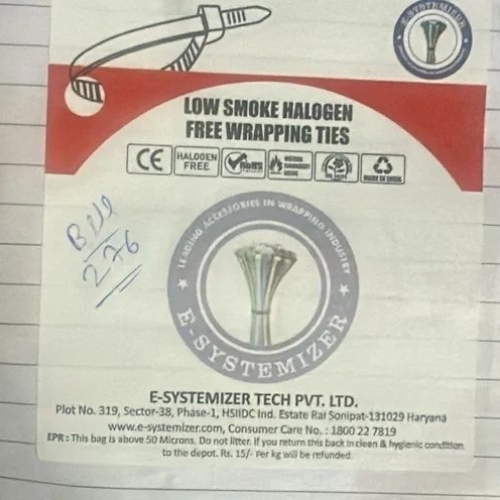 E-SYSTEMIZER
LOW SMOKE HALOGEN
FREE WRAPPING TIES
CE
HALOGEN
FREE
RoHS
MADE IN GREEN
Bill
276
LEADING ACCESSORIES IN WRAPPING INDUSTRY
E-SYSTEMIZER
E-SYSTEMIZER TECH PVT. LTD.
Plot No. 319, Sector-38, Phase-1, HSIIDC Ind. Estate Rai Sonipat-131029 Haryana
www.e-systemizer.com, Consumer Care No. : 1800 22 7819
EPR : This bag is above 50 Microns. Do not litter. If you return this back in clean & hygienic condition
to the depot. Rs. 15/- Per kg will be refunded.